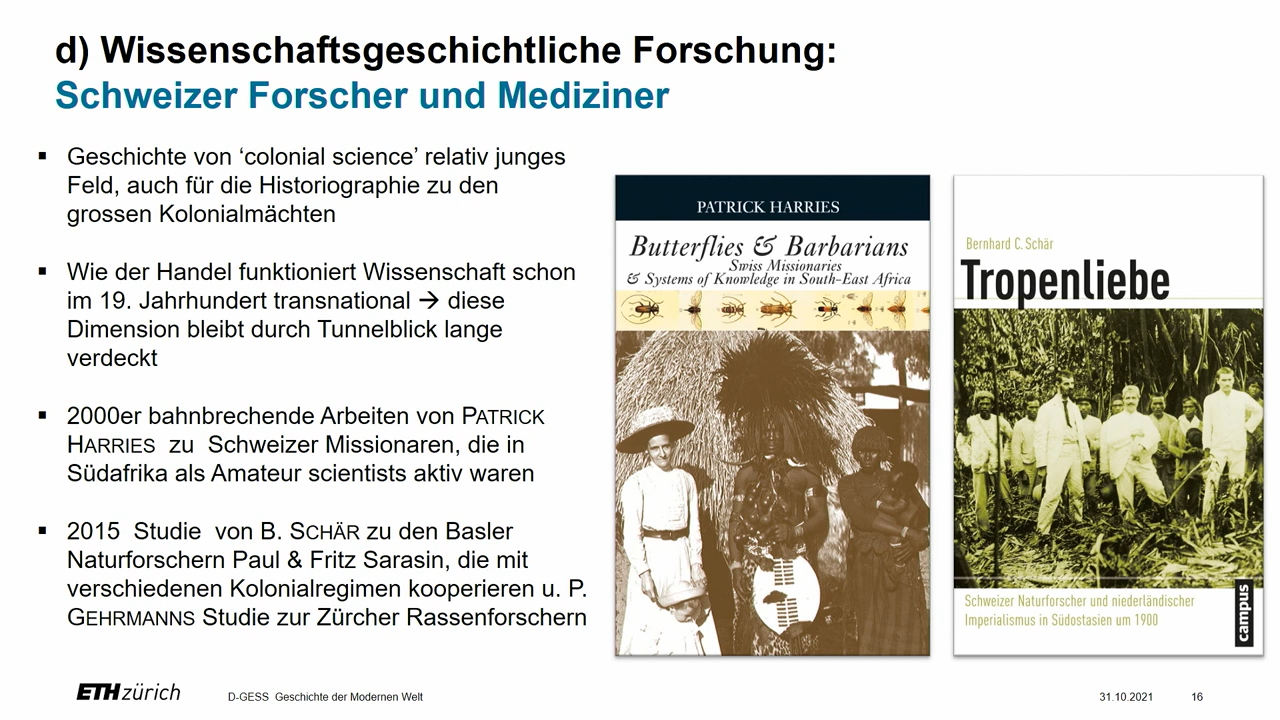 d) Wissenschaftsgeschichtliche Forschung:
Schweizer Forscher und Mediziner
▪ Geschichte von ‘colonial science’ relativ junges
Feld, auch für die Historiographie zu den
grossen Kolonialmächten
▪ Wie der Handel funktioniert Wissenschaft schon
im 19. Jahrhundert transnational → diese
Dimension bleibt durch Tunnelblick lange
verdeckt
▪ 2000er bahnbrechende Arbeiten von PATRICK
HARRIES zu Schweizer Missionaren, die in
Südafrika als Amateur scientists aktiv waren
▪ 2015 Studie von B. SCHÄR zu den Basler
Naturforschern Paul & Fritz Sarasin, die mit
verschiedenen Kolonialregimen kooperieren u. P.
GEHRMANNS Studie zur Zürcher Rassenforschern
PATRICK HARRIES
Butterflies & Barbarians
Swiss Missionaries
& Systems of Knowledge in South-East Africa
Bernhard C. Schär
Tropenliebe
Schweizer Naturforscher und niederländischer
Imperialismus in Südostasien um 1900
campus
ETH zürich
D-GESS Geschichte der Modernen Welt
31.10.2021
16